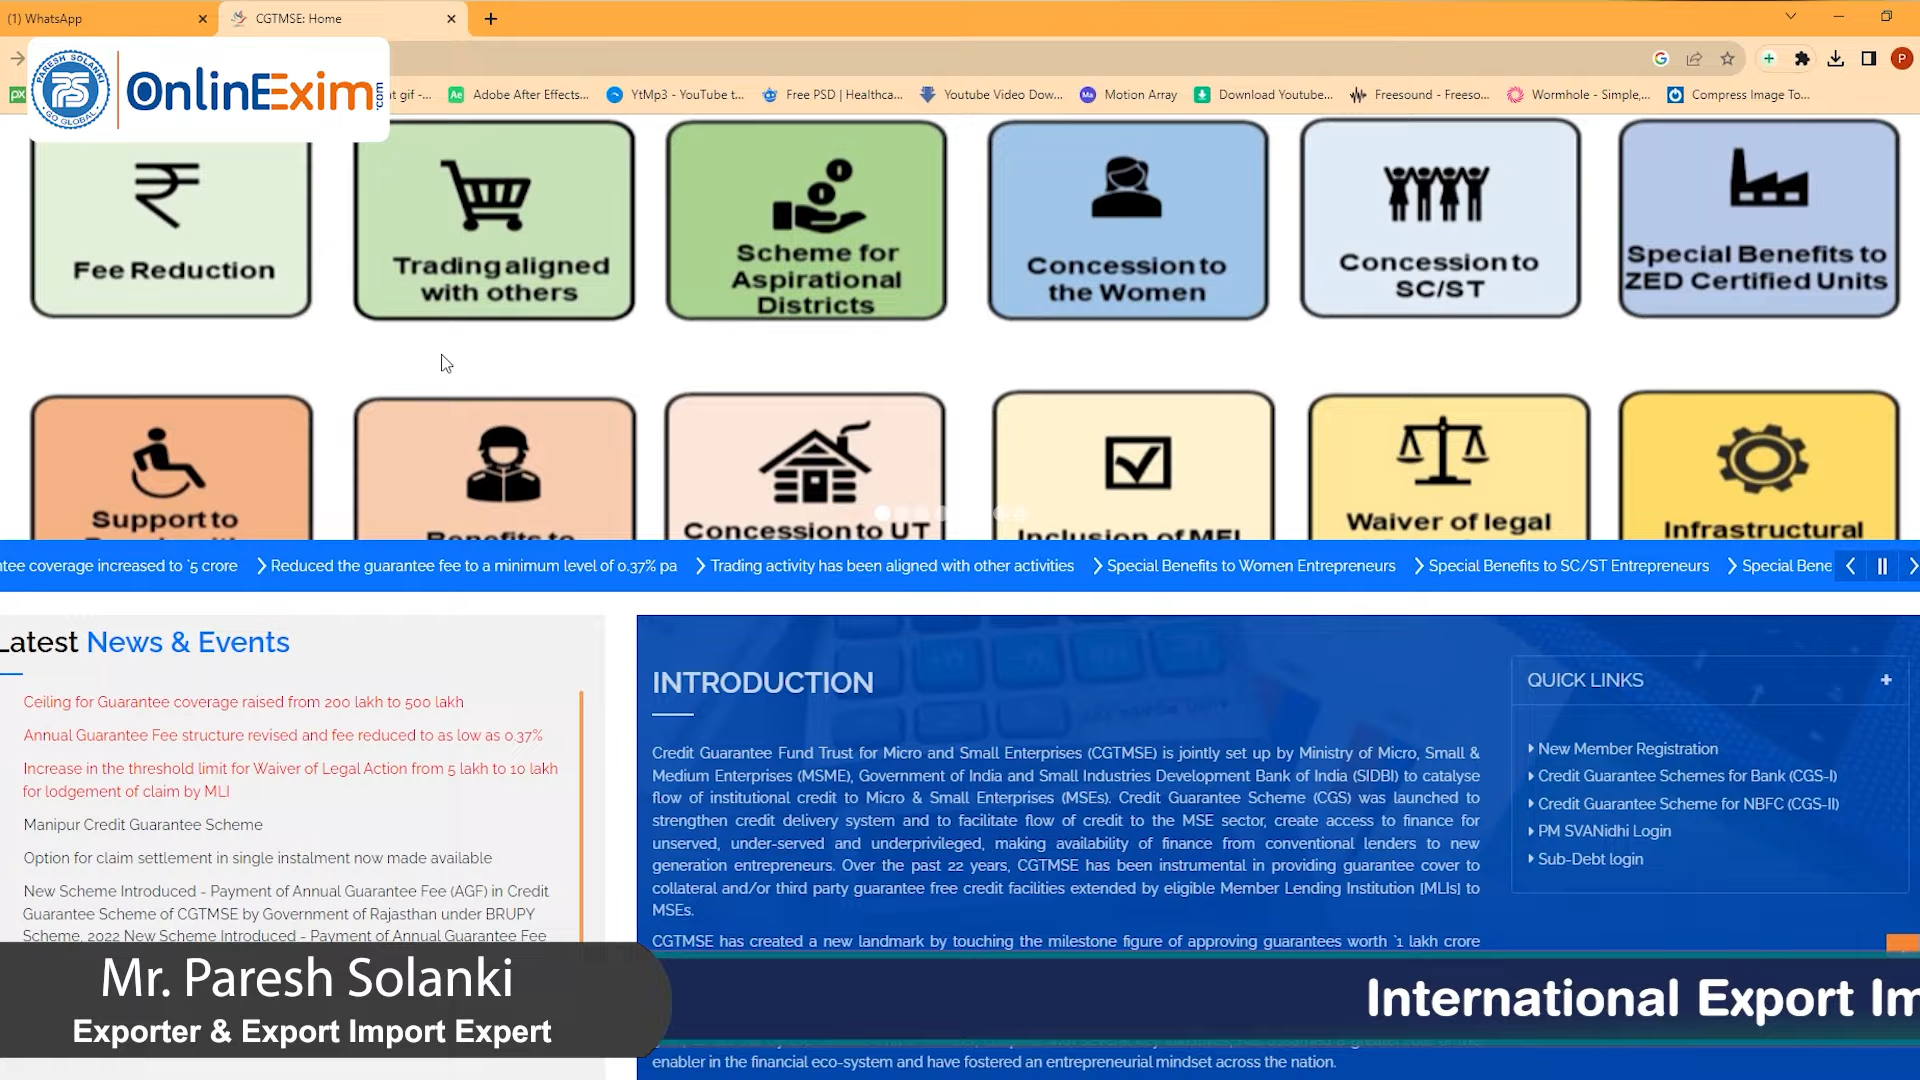 (1) WhatsApp
CGTMSE: Home
PARESH SOLANKI
GO GLOBAL
OnlinEExim.com
at gif -...
Adobe After Effects...
YtMp3 - YouTube t...
Free PSD | Healthca...
Youtube Video Dow...
Motion Array
Download Youtube...
Freesound - Freeso...
Wormhole - Simple,...
Compress Image To...
Fee Reduction
Trading aligned
with others
Scheme for
Aspirational
Districts
Concession to
the Women
Concession to
SC/ST
Special Benefits to
ZED Certified Units
Support to
Benefits to
Concession to UT
Inclusion of MFI
Waiver of legal
Infrastructural
tee coverage increased to `5 crore
Reduced the guarantee fee to a minimum level of 0.37% pa
Trading activity has been aligned with other activities
Special Benefits to Women Entrepreneurs
Special Benefits to SC/ST Entrepreneurs
Special Bene
Latest News & Events
Ceiling for Guarantee coverage raised from 200 lakh to 500 lakh
Annual Guarantee Fee structure revised and fee reduced to as low as 0.37%
Increase in the threshold limit for Waiver of Legal Action from 5 lakh to 10 lakh
for lodgement of claim by MLI
Manipur Credit Guarantee Scheme
Option for claim settlement in single instalment now made available
New Scheme Introduced - Payment of Annual Guarantee Fee (AGF) in Credit
Guarantee Scheme of CGTMSE by Government of Rajasthan under BRUPY
Scheme, 2022 New Scheme Introduced - Payment of Annual Guarantee Fee
INTRODUCTION
Credit Guarantee Fund Trust for Micro and Small Enterprises (CGTMSE) is jointly set up by Ministry of Micro, Small &
Medium Enterprises (MSME), Government of India and Small Industries Development Bank of India (SIDBI) to catalyse
flow of institutional credit to Micro & Small Enterprises (MSEs). Credit Guarantee Scheme (CGS) was launched to
strengthen credit delivery system and to facilitate flow of credit to the MSE sector, create access to finance for
unserved, under-served and underprivileged, making availability of finance from conventional lenders to new
generation entrepreneurs. Over the past 22 years, CGTMSE has been instrumental in providing guarantee cover to
collateral and/or third party guarantee free credit facilities extended by eligible Member Lending Institution [MLIs] to
MSEs.
CGTMSE has created a new landmark by touching the milestone figure of approving guarantees worth `1 lakh crore
enabler in the financial eco-system and have fostered an entrepreneurial mindset across the nation.
QUICK LINKS
New Member Registration
Credit Guarantee Schemes for Bank (CGS-I)
Credit Guarantee Scheme for NBFC (CGS-II)
PM SVANidhi Login
Sub-Debt login
Mr. Paresh Solanki
Exporter & Export Import Expert
International Export Im